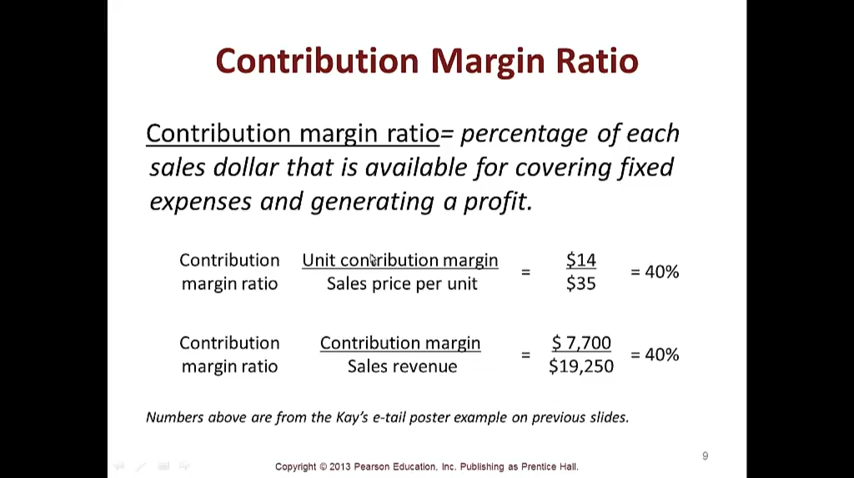 Contribution Margin Ratio
Contribution margin ratio= percentage of each
sales dollar that is available for covering fixed
expenses and generating a profit.
Contribution Unit contribution margin = $14 = 40%
margin ratio Sales price per unit $35
Contribution Contribution margin = $ 7,700 = 40%
margin ratio Sales revenue $19,250
Numbers above are from the Kay's e-tail poster example on previous slides.
9
Copyright © 2013 Pearson Education, Inc. Publishing as Prentice Hall.